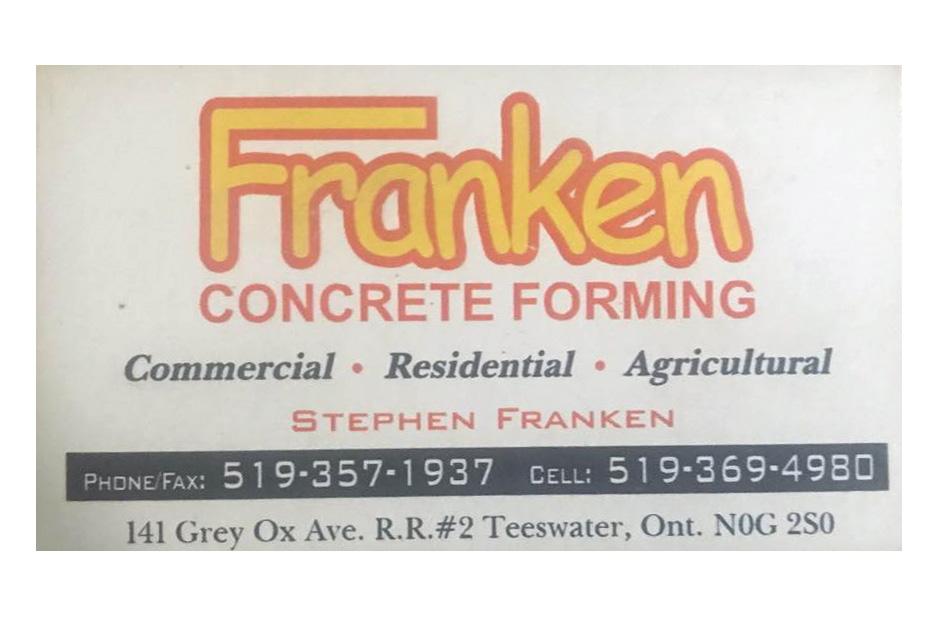 Franken
CONCRETE FORMING
Commercial • Residential • Agricultural
STEPHEN FRANKEN
PHONE/FAX: 519-357-1937 CELL: 519-369-4980
141 Grey Ox Ave. R.R.#2 Teeswater, Ont. N0G 2S0